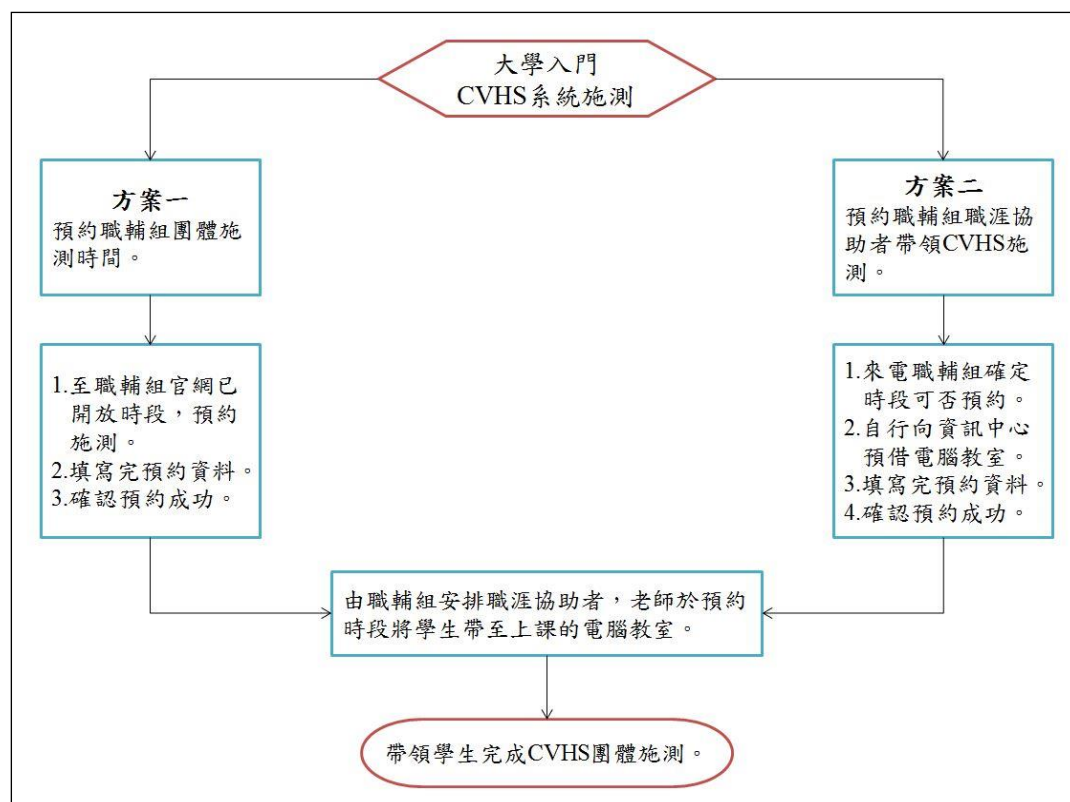 大學入門
CVHS系統施測
方案一
預約職輔組團體施
測時間。
方案二
預約職輔組職涯協
助者帶領CVHS施
測。
1.至職輔組官網已
開放時段，預約
施測。
2.填寫完預約資料。
3.確認預約成功。
1.來電職輔組確定
時段可否預約。
2.自行向資訊中心
預借電腦教室。
3.填寫完預約資料。
4.確認預約成功。
由職輔組安排職涯協助者，老師於預約
時段將學生帶至上課的電腦教室。
帶領學生完成CVHS團體施測。